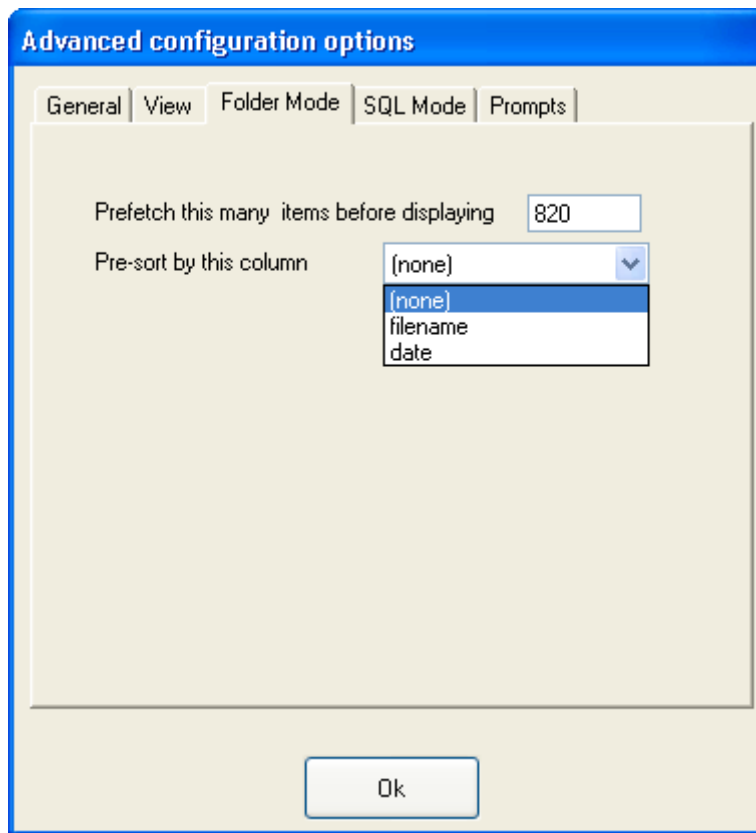 Advanced configuration options
General View Folder Mode SQL Mode Prompts
Prefetch this many items before displaying 820
Pre-sort by this column (none)
(none)
filename
date
Ok